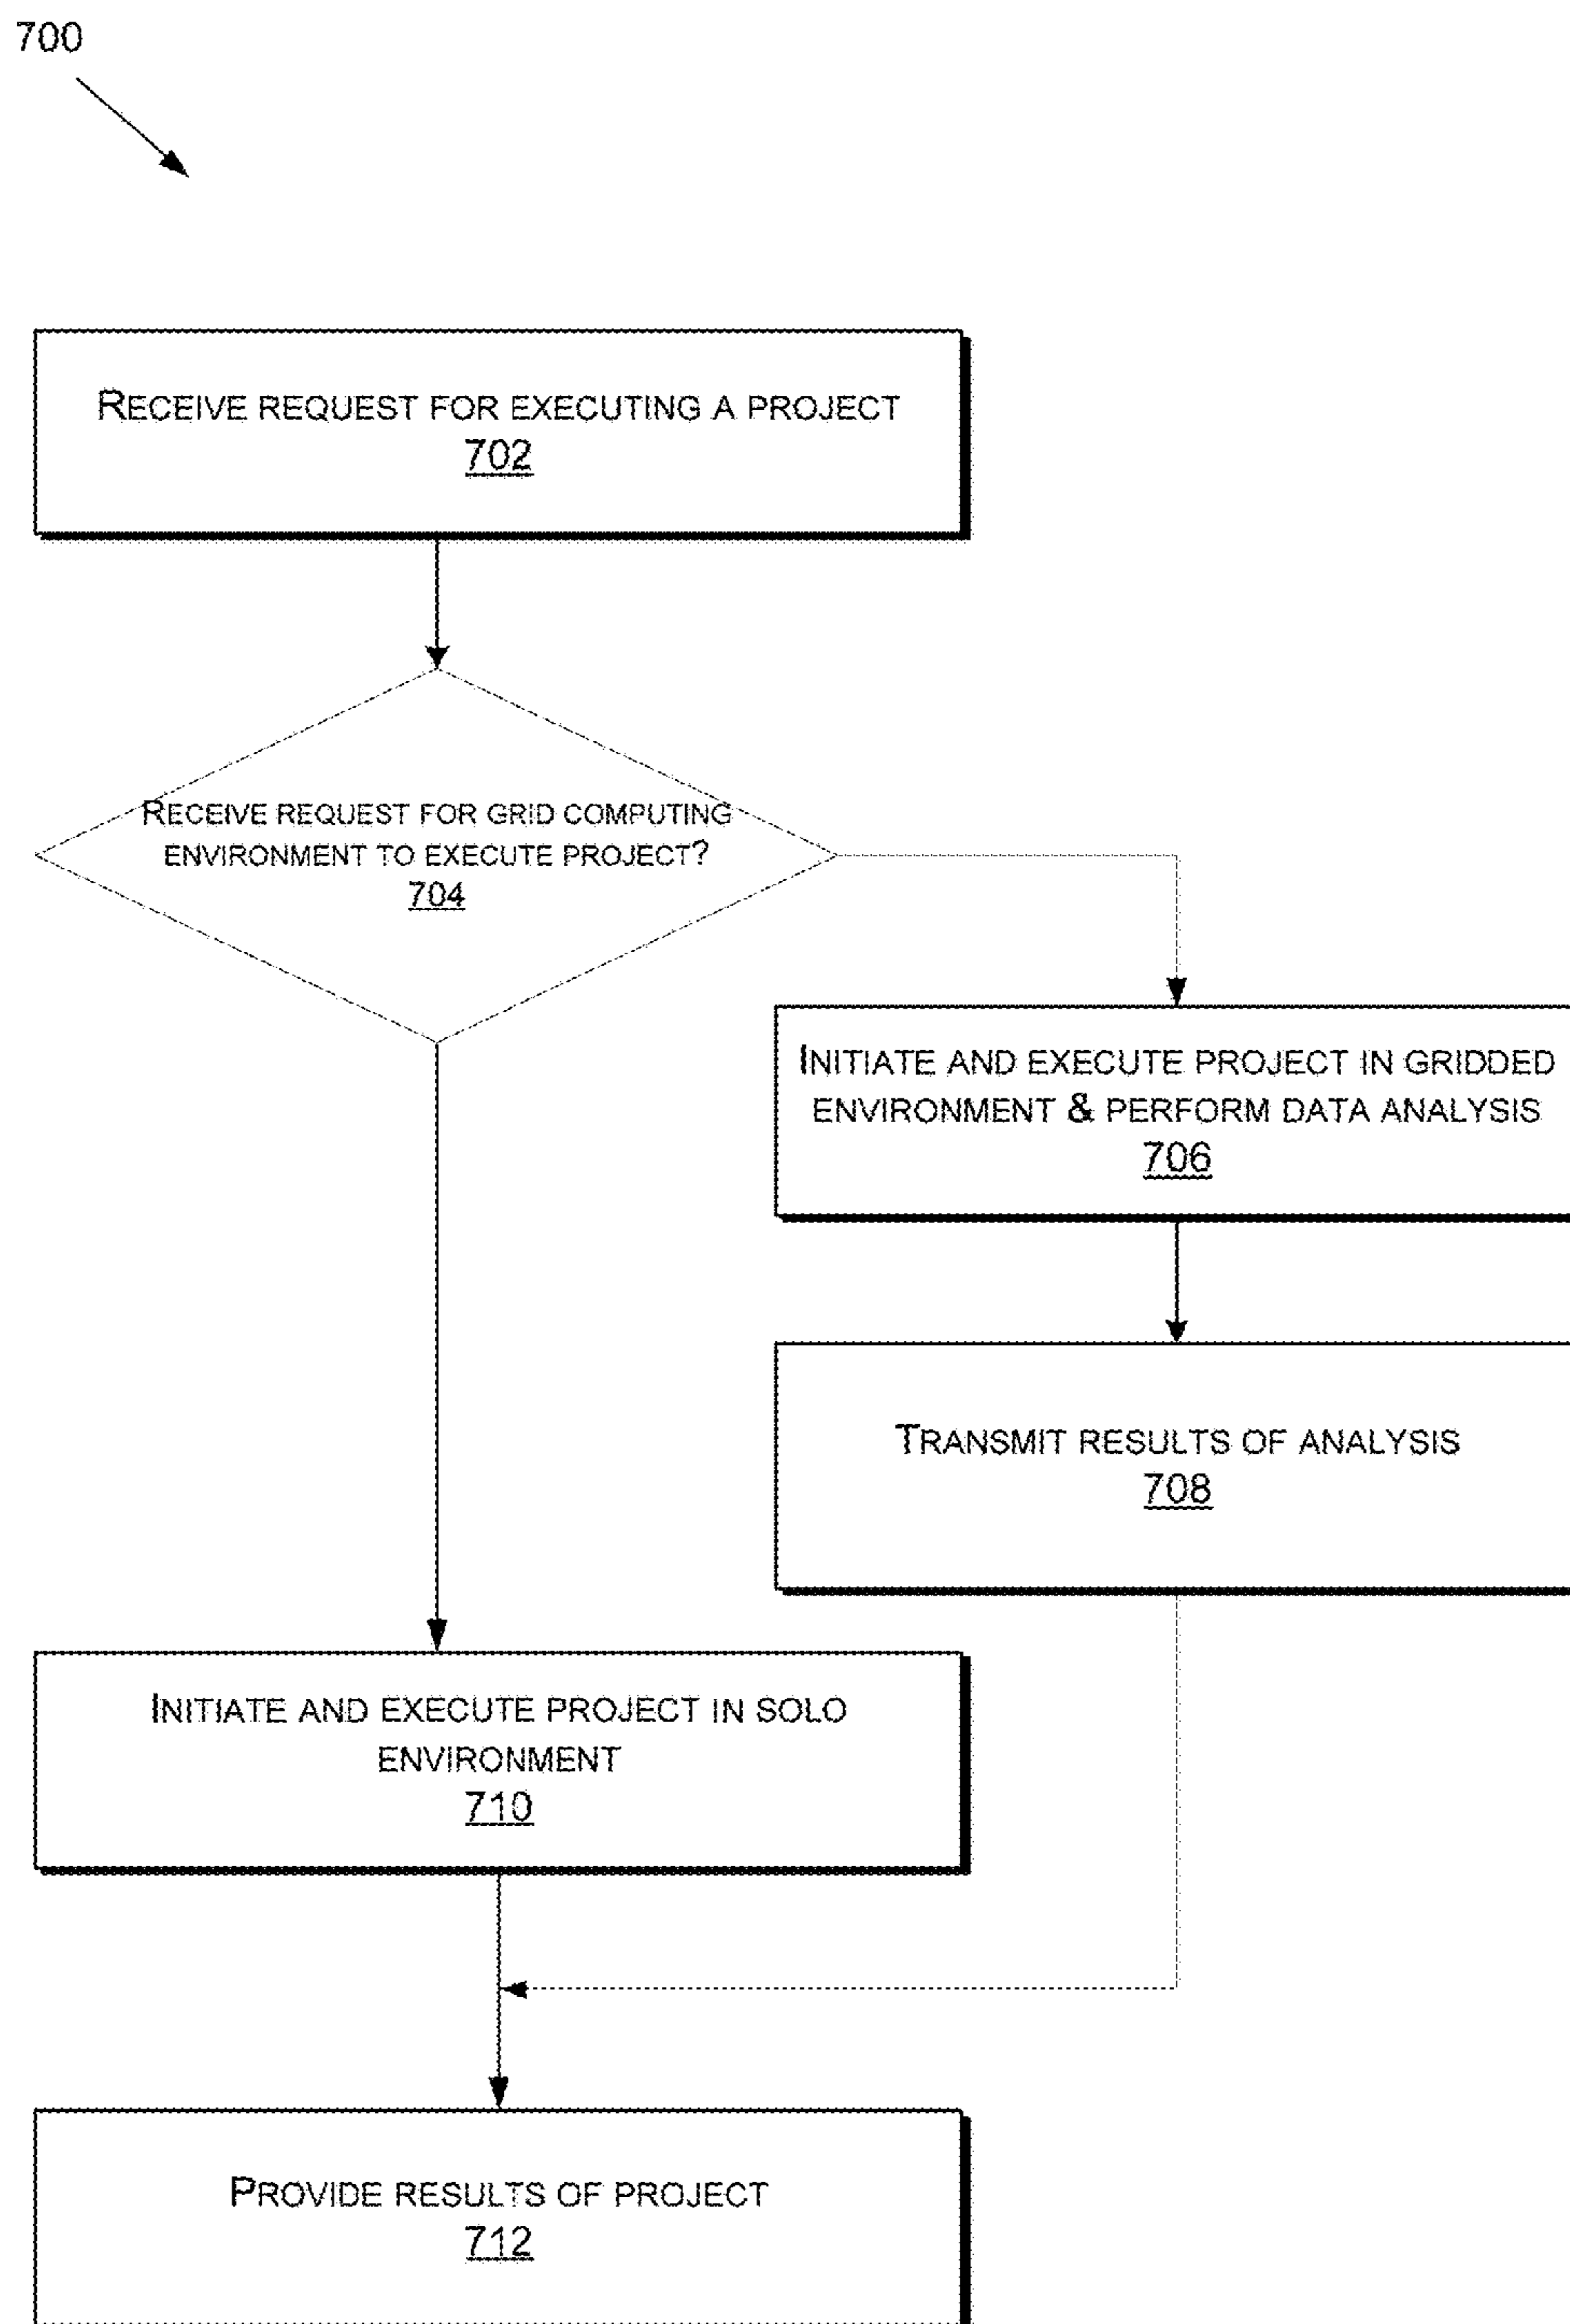 700
RECEIVE REQUEST FOR EXECUTING A PROJECT
702
RECEIVE REQUEST FOR GRID COMPUTING
ENVIRONMENT TO EXECUTE PROJECT?
704
INITIATE AND EXECUTE PROJECT IN GRIDDED
ENVIRONMENT & PERFORM DATA ANALYSIS
706
TRANSMIT RESULTS OF ANALYSIS
708
INITIATE AND EXECUTE PROJECT IN SOLO
ENVIRONMENT
710
PROVIDE RESULTS OF PROJECT
712